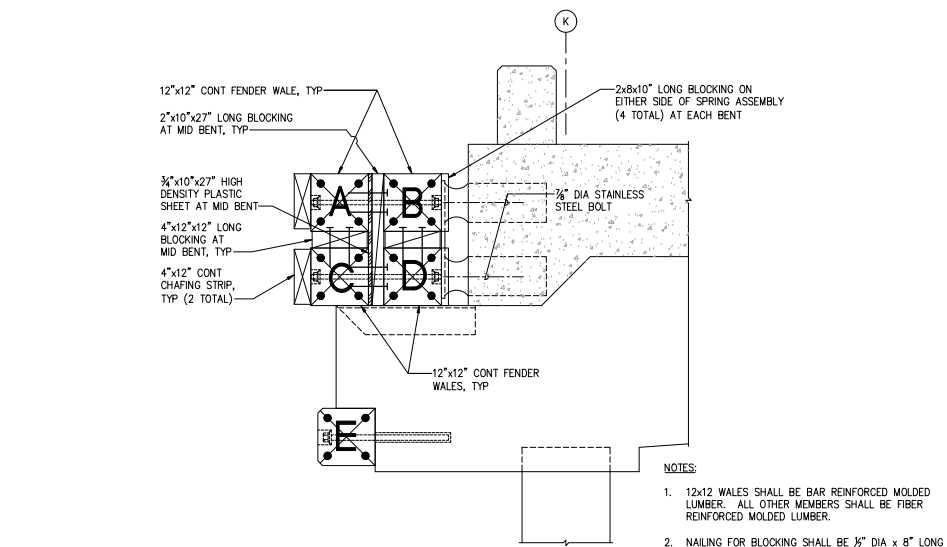 K
12"x12" CONT FENDER WALE, TYP
2"x10"x27" LONG BLOCKING
AT MID BENT, TYP
¾"x10"x27" HIGH
DENSITY PLASTIC
SHEET AT MID BENT
4"x12"x12" LONG
BLOCKING AT
MID BENT, TYP
4"x12" CONT
CHAFING STRIP,
TYP (2 TOTAL)
2x8x10" LONG BLOCKING ON
EITHER SIDE OF SPRING ASSEMBLY
(4 TOTAL) AT EACH BENT
⅞" DIA STAINLESS
STEEL BOLT
A
B
C
D
12"x12" CONT FENDER
WALES, TYP
E
NOTES:
1. 12x12 WALES SHALL BE BAR REINFORCED MOLDED
LUMBER. ALL OTHER MEMBERS SHALL BE FIBER
REINFORCED MOLDED LUMBER.
2. NAILING FOR BLOCKING SHALL BE ½" DIA x 8" LONG